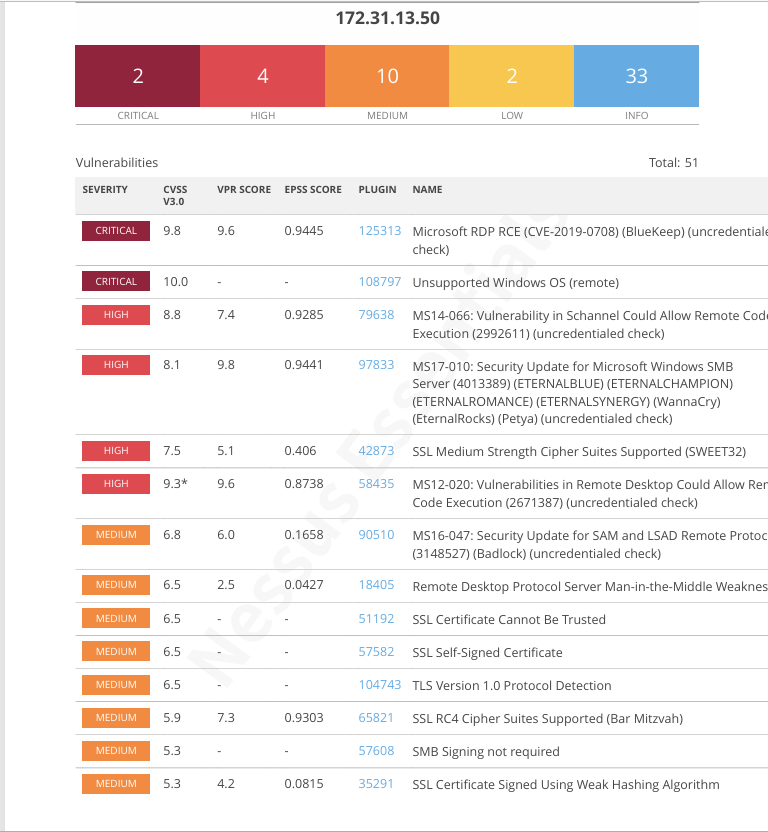 172.31.13.50
2 4 10 2 33
CRITICAL HIGH MEDIUM LOW INFO
Vulnerabilities Total: 51
SEVERITY CVSS V3.0 VPR SCORE EPSS SCORE PLUGIN NAME
CRITICAL 9.8 9.6 0.9445 125313 Microsoft RDP RCE (CVE-2019-0708) (BlueKeep) (uncredentiale
check)
CRITICAL 10.0 - - 108797 Unsupported Windows OS (remote)
HIGH 8.8 7.4 0.9285 79638 MS14-066: Vulnerability in Schannel Could Allow Remote Cod
Execution (2992611) (uncredentialed check)
HIGH 8.1 9.8 0.9441 97833 MS17-010: Security Update for Microsoft Windows SMB
Server (4013389) (ETERNALBLUE) (ETERNALCHAMPION)
(ETERNALROMANCE) (ETERNALSYNERGY) (WannaCry)
(EternalRocks) (Petya) (uncredentialed check)
HIGH 7.5 5.1 0.406 42873 SSL Medium Strength Cipher Suites Supported (SWEET32)
HIGH 9.3* 9.6 0.8738 58435 MS12-020: Vulnerabilities in Remote Desktop Could Allow Rem
Code Execution (2671387) (uncredentialed check)
MEDIUM 6.8 6.0 0.1658 90510 MS16-047: Security Update for SAM and LSAD Remote Protoc
(3148527) (Badlock) (uncredentialed check)
MEDIUM 6.5 2.5 0.0427 18405 Remote Desktop Protocol Server Man-in-the-Middle Weaknes
MEDIUM 6.5 - - 51192 SSL Certificate Cannot Be Trusted
MEDIUM 6.5 - - 57582 SSL Self-Signed Certificate
MEDIUM 6.5 - - 104743 TLS Version 1.0 Protocol Detection
MEDIUM 5.9 7.3 0.9303 65821 SSL RC4 Cipher Suites Supported (Bar Mitzvah)
MEDIUM 5.3 - - 57608 SMB Signing not required
MEDIUM 5.3 4.2 0.0815 35291 SSL Certificate Signed Using Weak Hashing Algorithm
Nessus Essentials